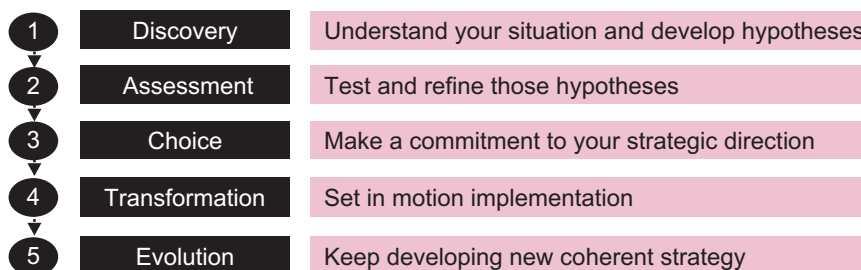 1 Discovery Understand your situation and develop hypotheses
2 Assessment Test and refine those hypotheses
3 Choice Make a commitment to your strategic direction
4 Transformation Set in motion implementation
5 Evolution Keep developing new coherent strategy